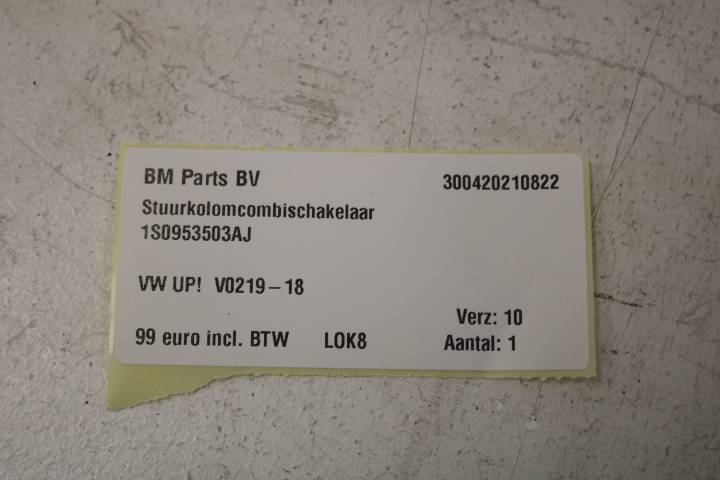 BM Parts BV 300420210822
Stuurkolomcombischakelaar
1S0953503AJ
VW UP! V0219-18
Verz: 10
99 euro incl. BTW LOK8 Aantal: 1